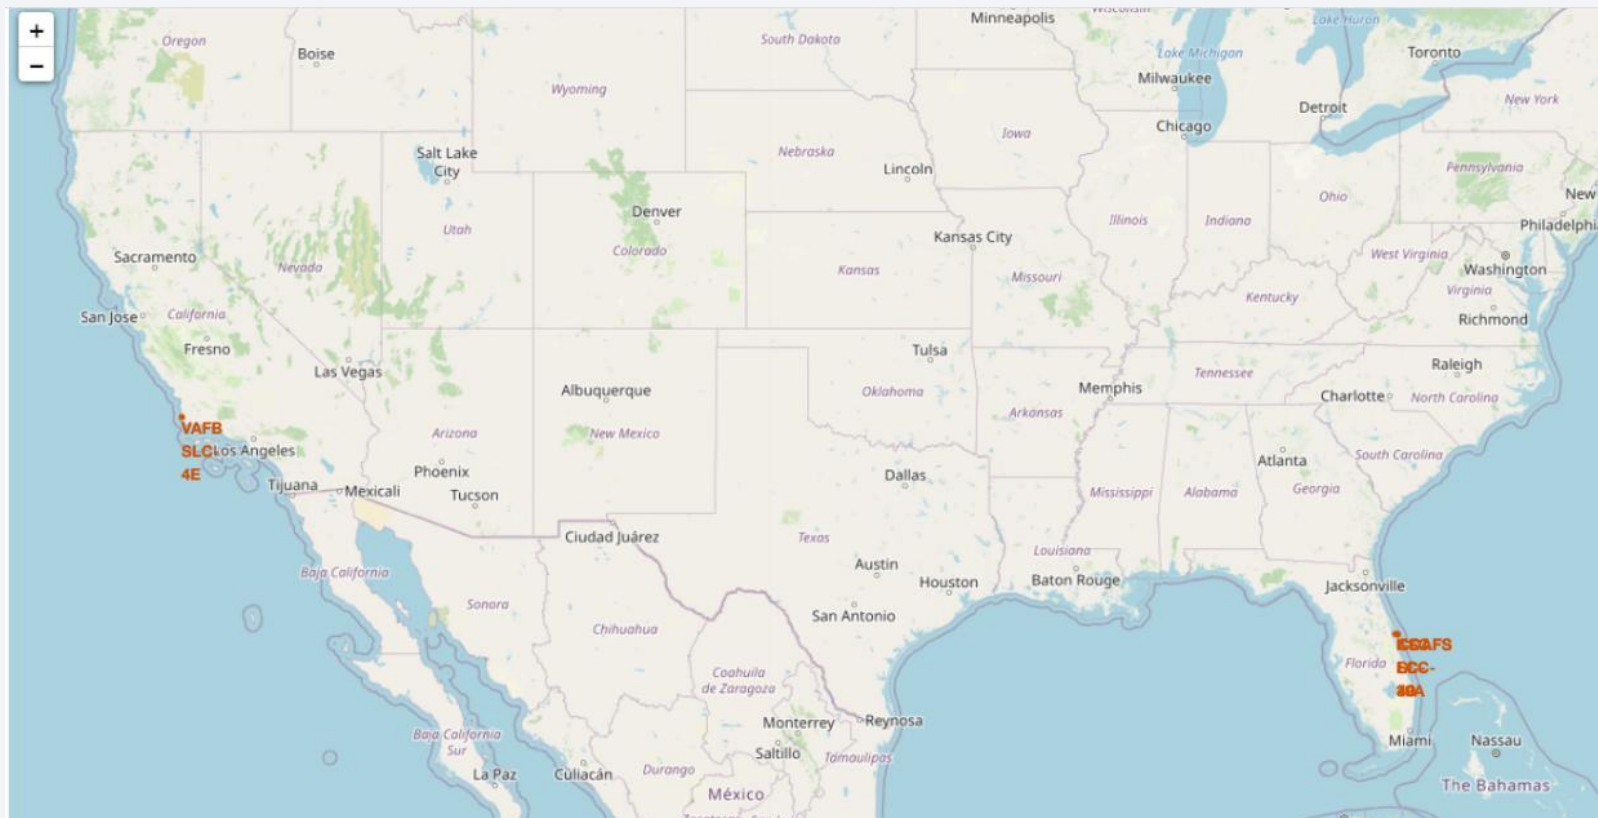 +
−
Oregon
Boise
Wyoming
South Dakota
Minneapolis
Wisconsin
Lake Michigan
Lake Huron
Toronto
Milwaukee
Detroit
New York
Chicago
Iowa
Nebraska
Lincoln
Salt Lake
City
Utah
Denver
Colorado
Nevada
Sacramento
California
San Jose
Fresno
Las Vegas
Kansas City
Kansas
Missouri
Illinois
Indiana
Ohio
Pennsylvania
New
Philadelphi
West Virginia
Washington
Virginia
Richmond
Kentucky
Tulsa
Oklahoma
Albuquerque
New Mexico
Arizona
Phoenix
Tucson
VAFB
SLC-
4E
Los Angeles
Tijuana
Mexicali
Memphis
Tennessee
Raleigh
Charlotte
North Carolina
Arkansas
South Carolina
Atlanta
Georgia
Mississippi
Alabama
Dallas
Texas
Ciudad Juárez
Austin
Houston
San Antonio
Louisiana
Baton Rouge
Jacksonville
Florida
Miami
Nassau
The Bahamas
Baja California
Sonora
Chihuahua
Coahuila
de Zaragoza
Monterrey
Reynosa
Saltillo
Tamaulipas
Baja California
Sur
La Paz
Culiacán
Durango
México